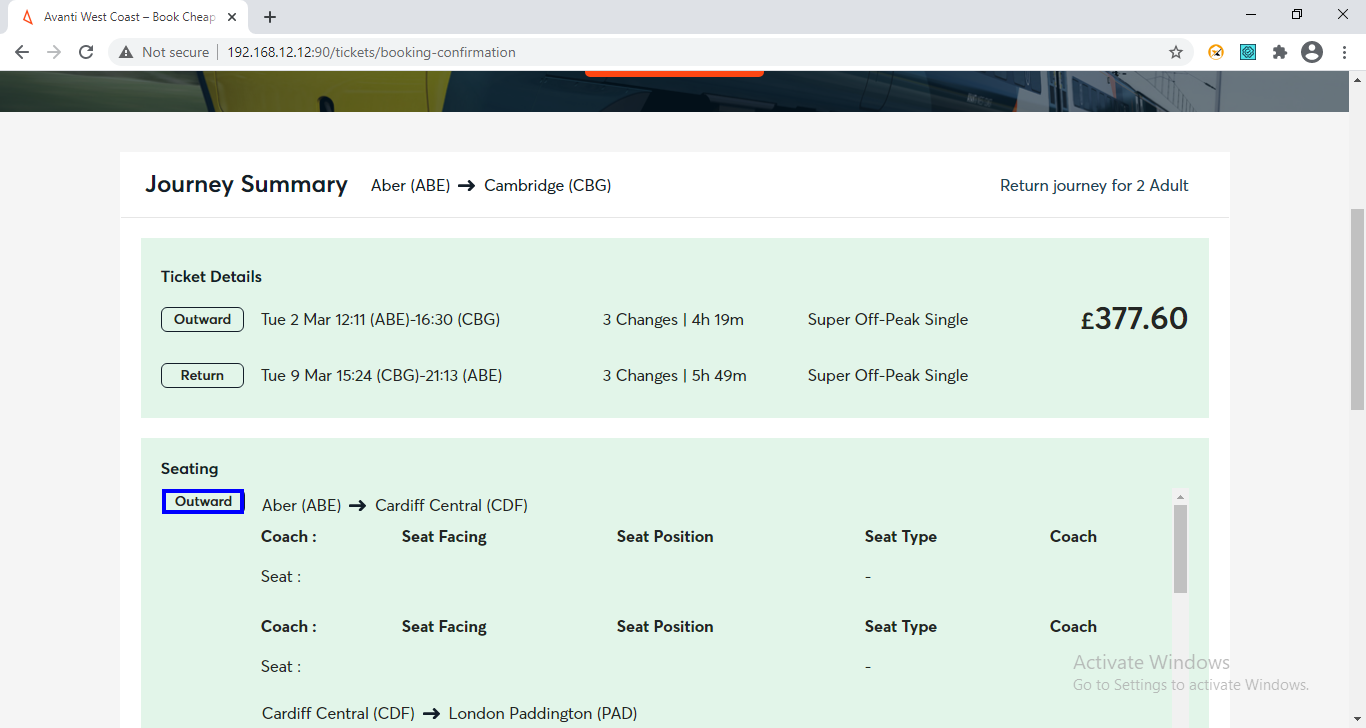 Avanti West Coast – Book Cheap
Not secure | 192.168.12.12:90/tickets/booking-confirmation
Journey Summary Aber (ABE) → Cambridge (CBG) Return journey for 2 Adult
Ticket Details
Outward Tue 2 Mar 12:11 (ABE)-16:30 (CBG) 3 Changes | 4h 19m Super Off-Peak Single £377.60
Return Tue 9 Mar 15:24 (CBG)-21:13 (ABE) 3 Changes | 5h 49m Super Off-Peak Single
Seating
Outward Aber (ABE) → Cardiff Central (CDF)
Coach : Seat Facing Seat Position Seat Type Coach
Seat : -
Coach : Seat Facing Seat Position Seat Type Coach
Seat : -
Activate Windows
Go to Settings to activate Windows.
Cardiff Central (CDF) → London Paddington (PAD)